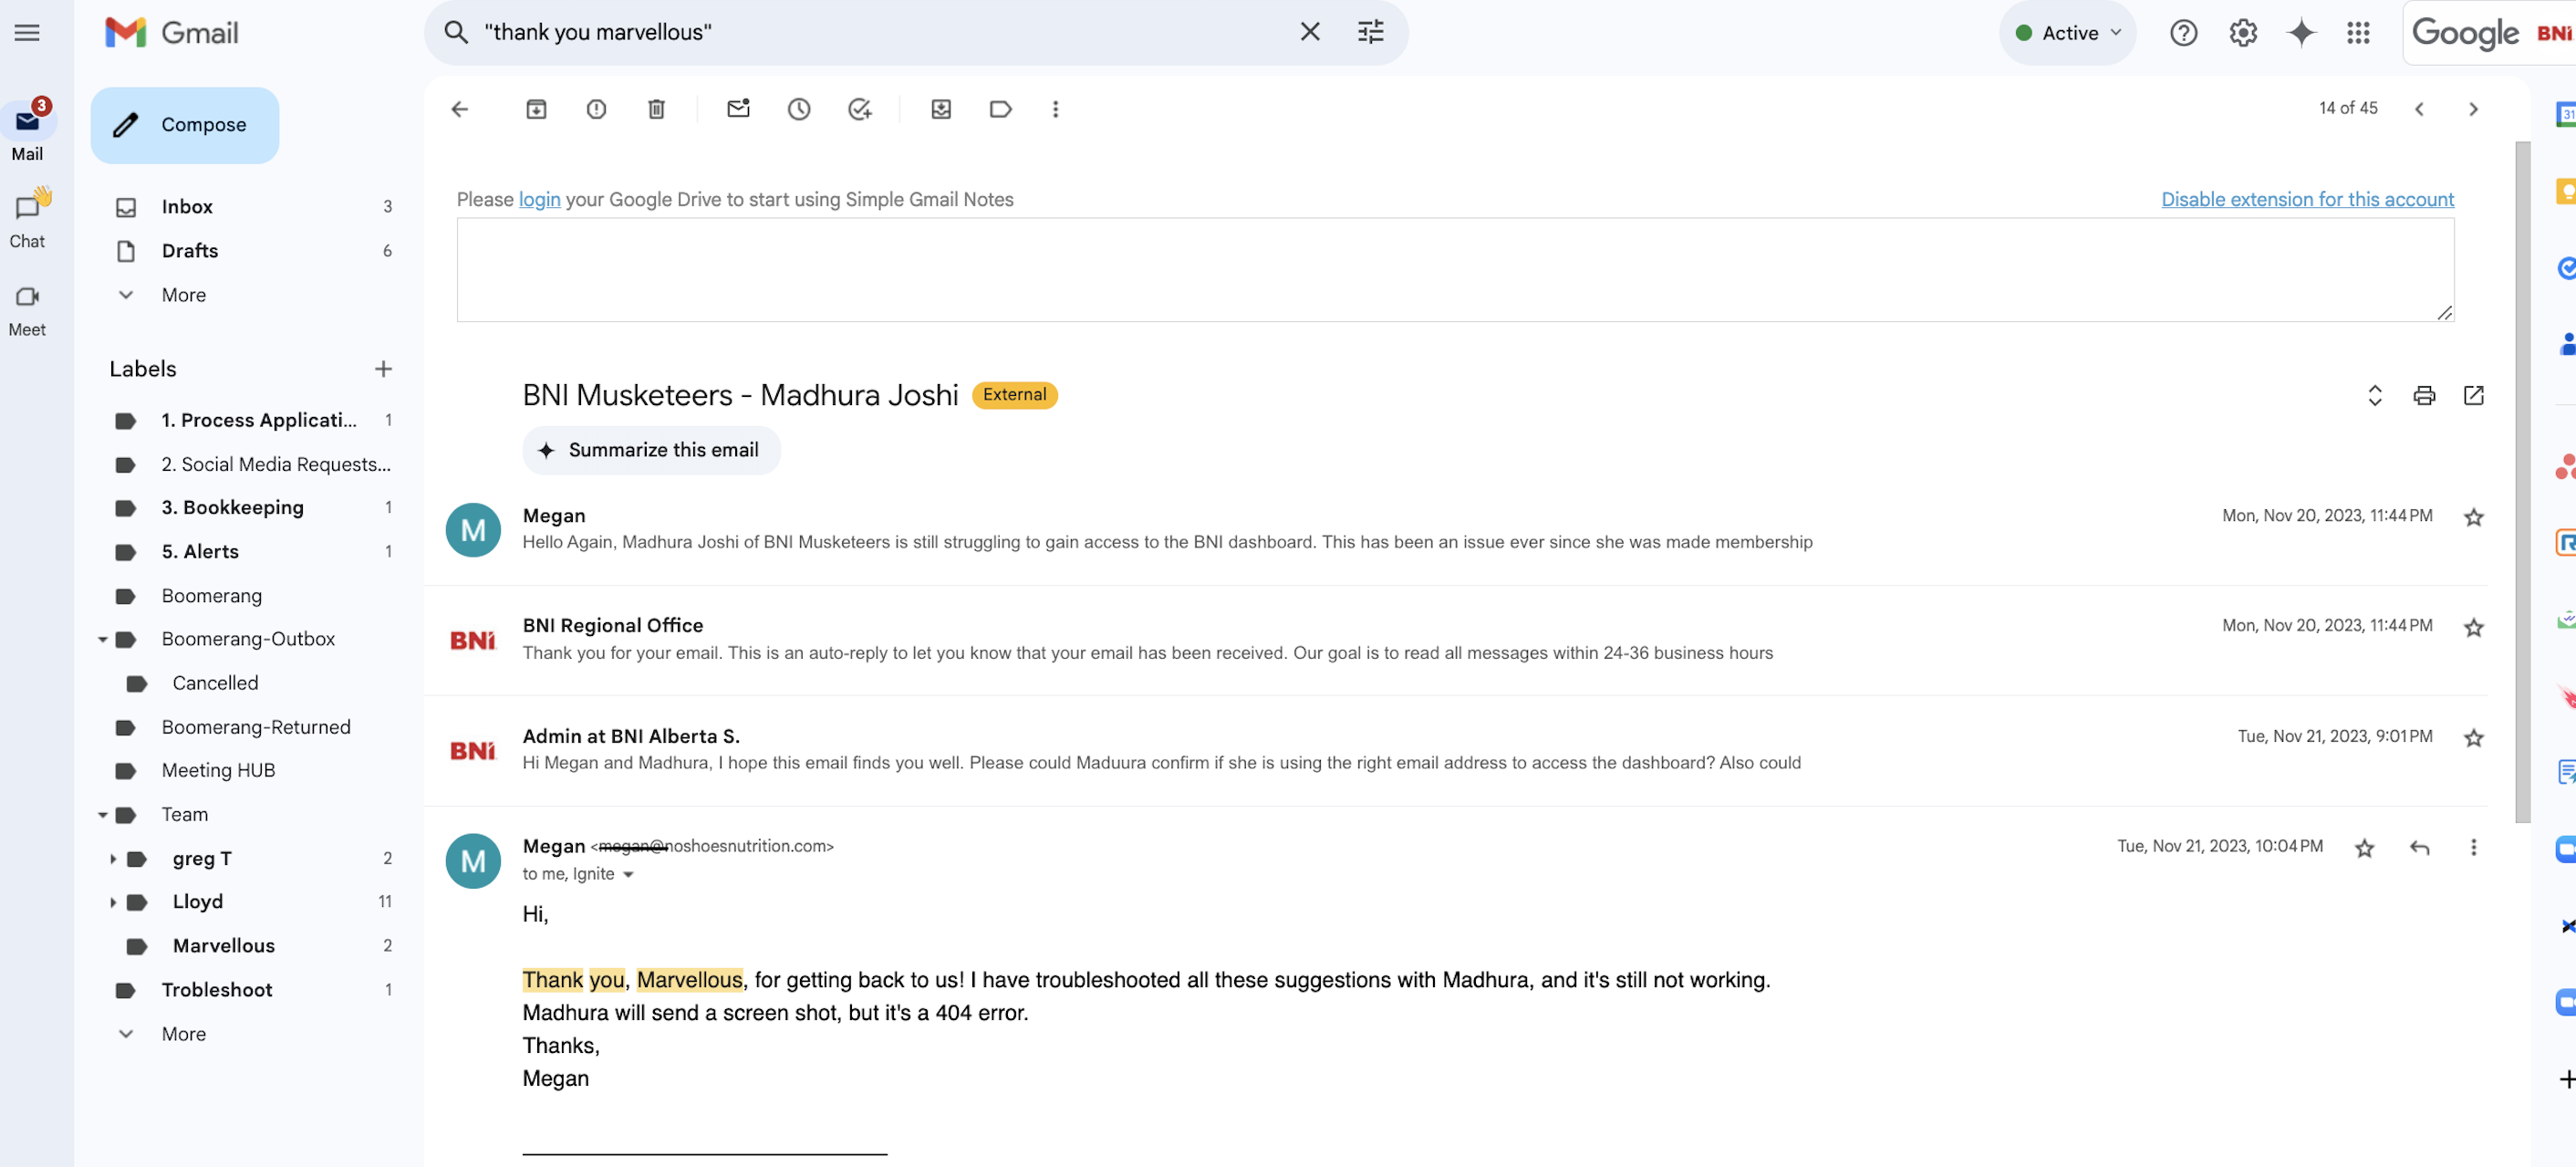 Gmail
"thank you marvellous"
Active
Google BNI
3
Mail
Chat
Meet
Compose
Inbox 3
Drafts 6
More
Labels
1. Process Applicati... 1
2. Social Media Requests...
3. Bookkeeping 1
5. Alerts 1
Boomerang
Boomerang-Outbox
Cancelled
Boomerang-Returned
Meeting HUB
Team
greg T 2
Lloyd 11
Marvellous 2
Trobleshoot 1
More
14 of 45
Please login your Google Drive to start using Simple Gmail Notes
Disable extension for this account
BNI Musketeers - Madhura Joshi External
Summarize this email
M
Megan
Mon, Nov 20, 2023, 11:44 PM
Hello Again, Madhura Joshi of BNI Musketeers is still struggling to gain access to the BNI dashboard. This has been an issue ever since she was made membership
BNI
BNI Regional Office
Mon, Nov 20, 2023, 11:44 PM
Thank you for your email. This is an auto-reply to let you know that your email has been received. Our goal is to read all messages within 24-36 business hours
BNI
Admin at BNI Alberta S.
Tue, Nov 21, 2023, 9:01 PM
Hi Megan and Madhura, I hope this email finds you well. Please could Maduura confirm if she is using the right email address to access the dashboard? Also could
M
Megan <megan@noshoesnutrition.com>
Tue, Nov 21, 2023, 10:04 PM
to me, Ignite
Hi,
Thank you, Marvellous, for getting back to us! I have troubleshooted all these suggestions with Madhura, and it's still not working.
Madhura will send a screen shot, but it's a 404 error.
Thanks,
Megan
31